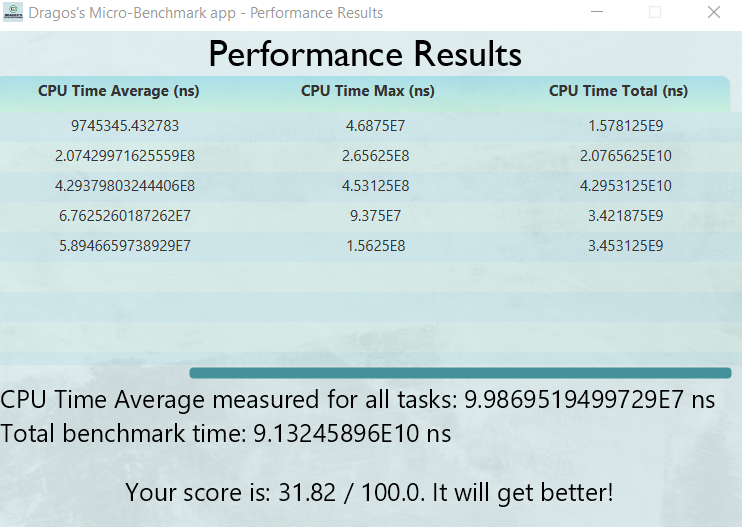 Dragos's Micro-Benchmark app - Performance Results
Performance Results
CPU Time Average (ns) CPU Time Max (ns) CPU Time Total (ns)
9745345.432783 4.6875E7 1.578125E9
2.07429971625559E8 2.65625E8 2.0765625E10
4.29379803244406E8 4.53125E8 4.2953125E10
6.7625260187262E7 9.375E7 3.421875E9
5.8946659738929E7 1.5625E8 3.453125E9
CPU Time Average measured for all tasks: 9.9869519499729E7 ns
Total benchmark time: 9.13245896E10 ns
Your score is: 31.82 / 100.0. It will get better!